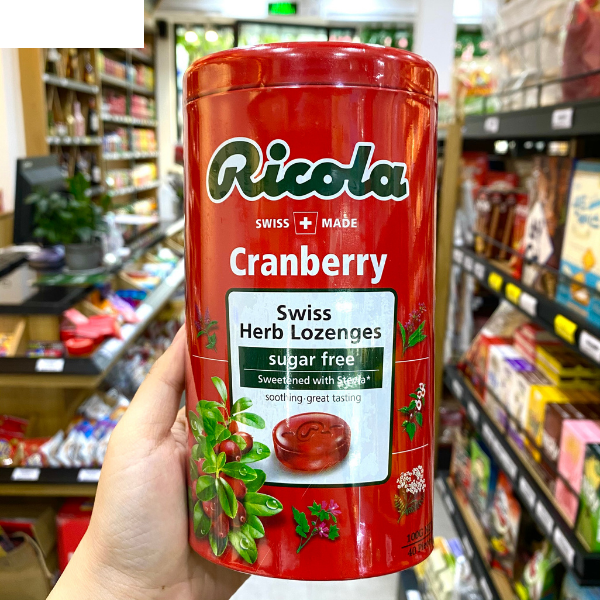 Ricola
SWISS MADE
Cranberry
Swiss
Herb Lozenges
sugar free
Sweetened with Stevia*
soothing · great tasting